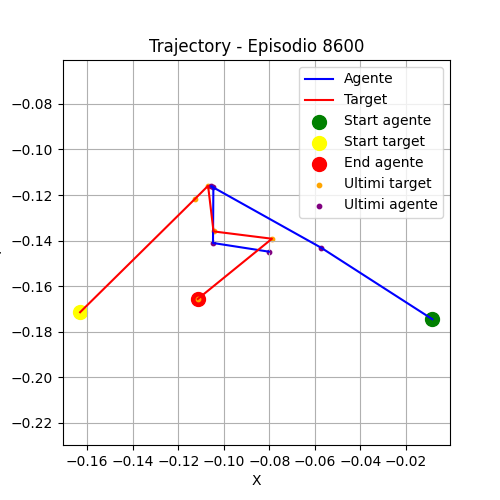 Trajectory - Episodio 8600
Agente
Target
Start agente
Start target
End agente
Ultimi target
Ultimi agente
−0.08
−0.10
−0.12
−0.14
−0.16
−0.18
−0.20
−0.22
−0.16 −0.14 −0.12 −0.10 −0.08 −0.06 −0.04 −0.02
X